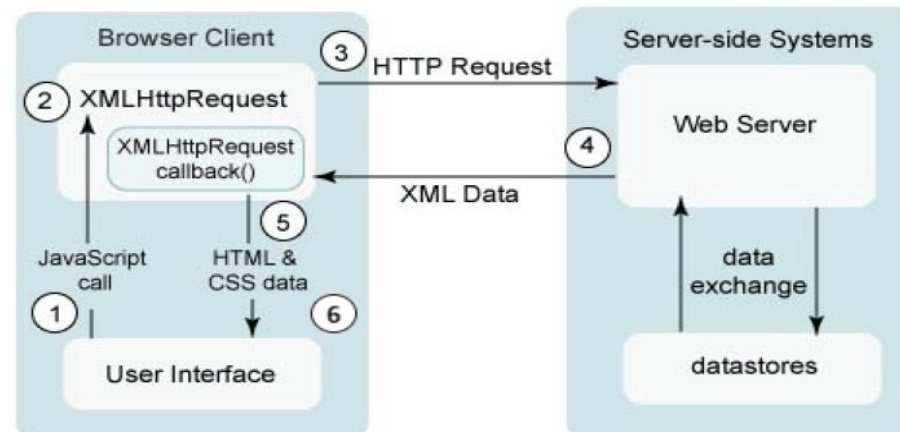 Browser Client
3
HTTP Request
2
XMLHttpRequest
XMLHttpRequest
callback()
4
XML Data
5
JavaScript
call
HTML &
CSS data
1
6
User Interface
Server-side Systems
Web Server
data
exchange
datastores